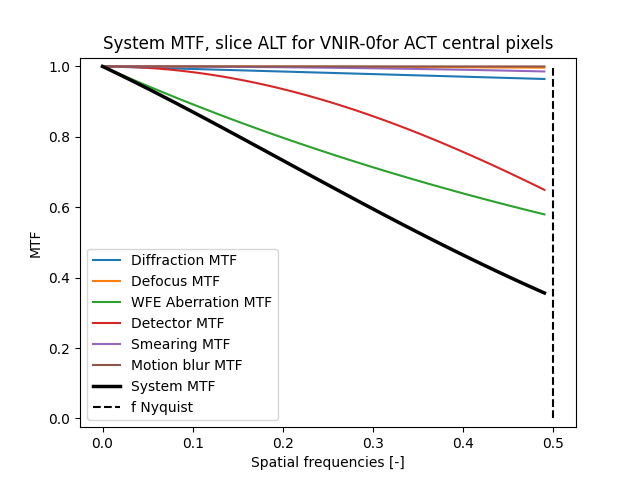 System MTF, slice ALT for VNIR-0for ACT central pixels
1.0
0.8
0.6
0.4
0.2
0.0
MTF
Diffraction MTF
Defocus MTF
WFE Aberration MTF
Detector MTF
Smearing MTF
Motion blur MTF
System MTF
f Nyquist
0.0 0.1 0.2 0.3 0.4 0.5
Spatial frequencies [-]